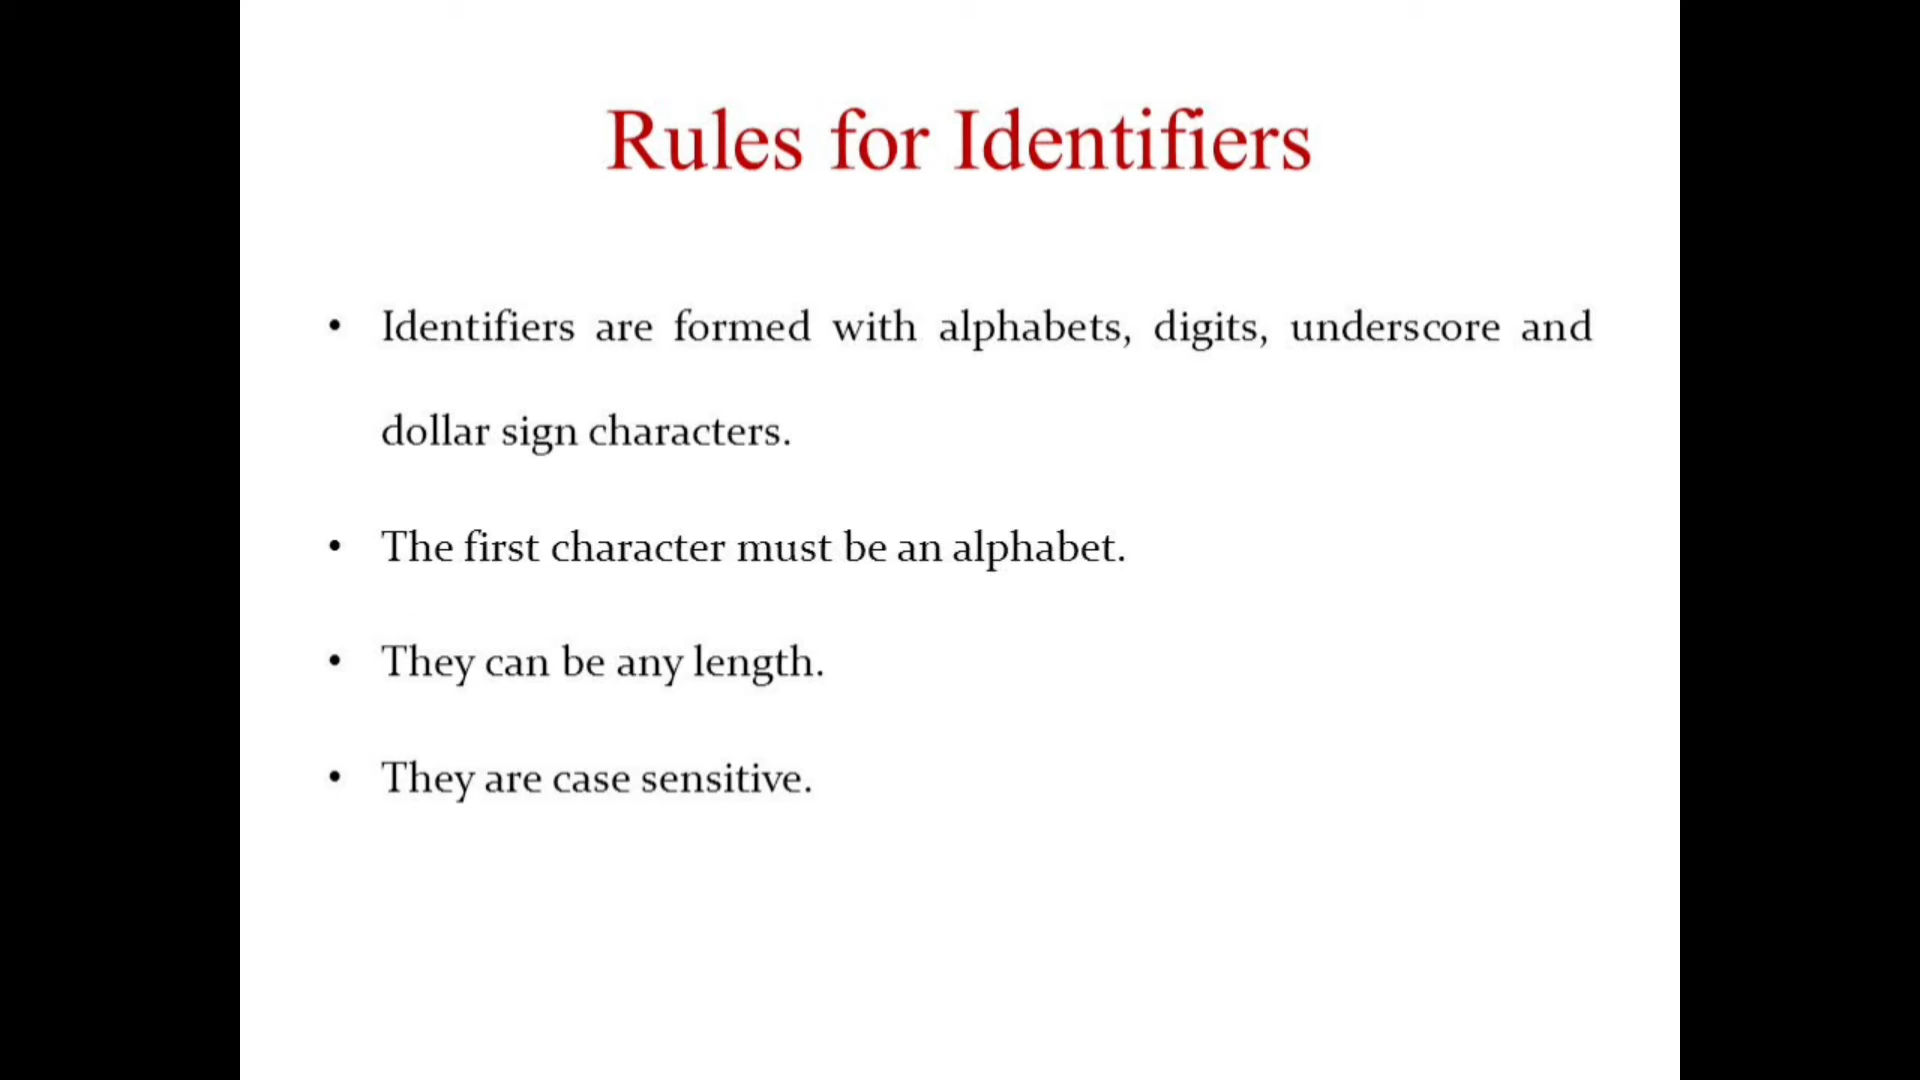 Rules for Identifiers
• Identifiers are formed with alphabets, digits, underscore and
dollar sign characters.
• The first character must be an alphabet.
• They can be any length.
• They are case sensitive.